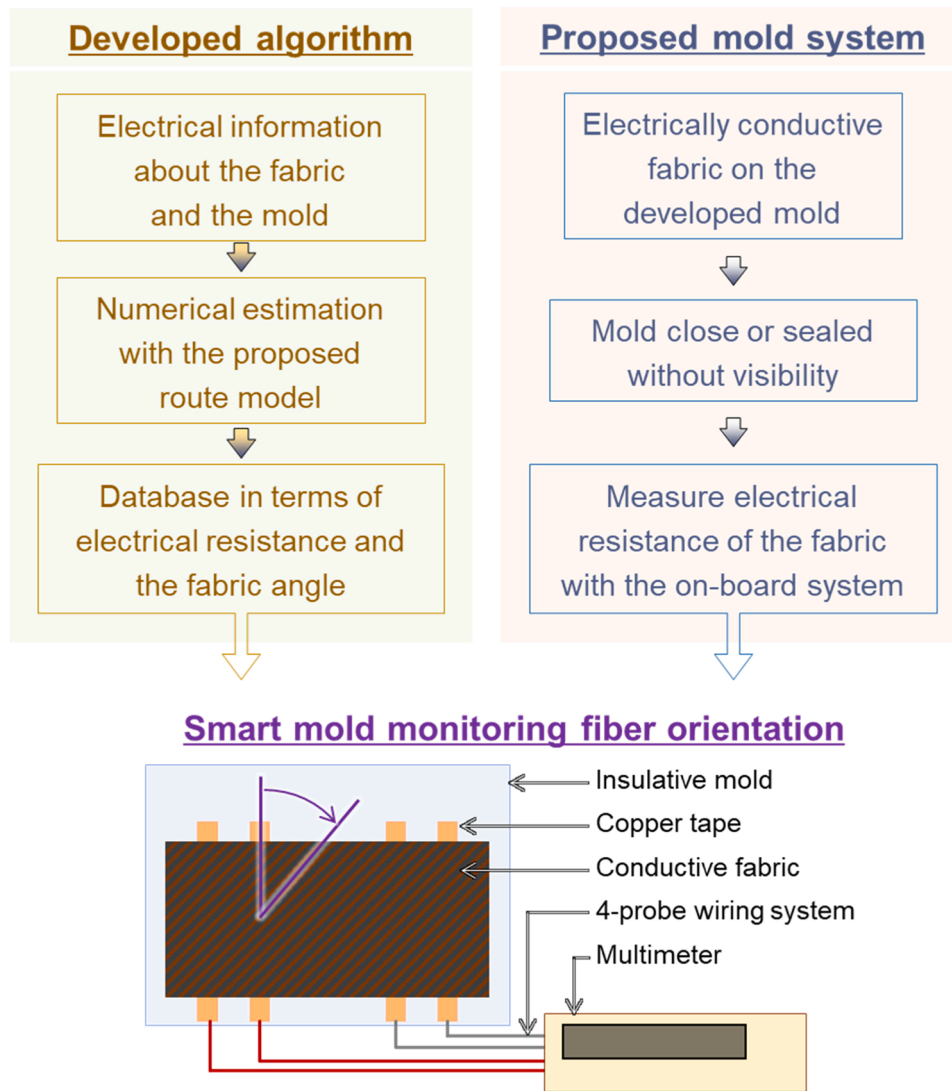 Developed algorithm
Electrical information
about the fabric
and the mold
Numerical estimation
with the proposed
route model
Database in terms of
electrical resistance and
the fabric angle
Proposed mold system
Electrically conductive
fabric on the
developed mold
Mold close or sealed
without visibility
Measure electrical
resistance of the fabric
with the on-board system
Smart mold monitoring fiber orientation
Insulative mold
Copper tape
Conductive fabric
4-probe wiring system
Multimeter